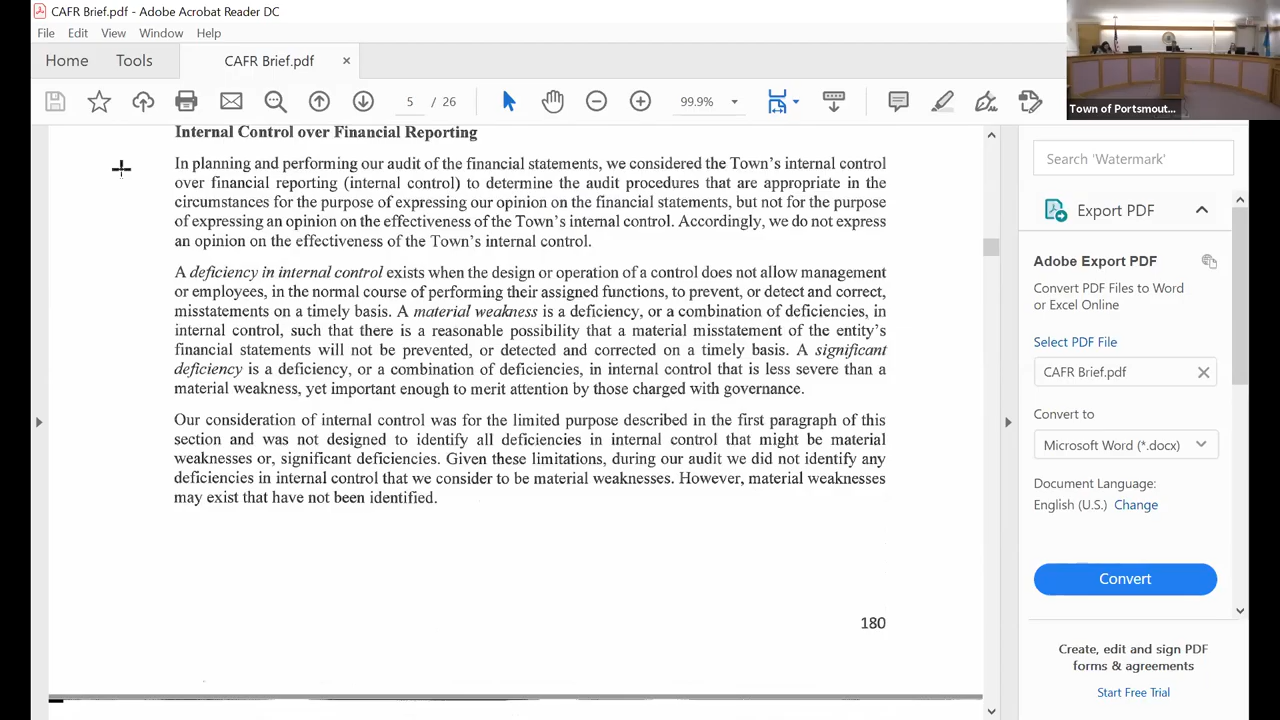 CAFR Brief.pdf - Adobe Acrobat Reader DC
File Edit View Window Help
Home Tools CAFR Brief.pdf ×
5 / 26 99.9%
Town of Portsmout...
Internal Control over Financial Reporting
In planning and performing our audit of the financial statements, we considered the Town's internal control
over financial reporting (internal control) to determine the audit procedures that are appropriate in the
circumstances for the purpose of expressing our opinion on the financial statements, but not for the purpose
of expressing an opinion on the effectiveness of the Town's internal control. Accordingly, we do not express
an opinion on the effectiveness of the Town's internal control.
A deficiency in internal control exists when the design or operation of a control does not allow management
or employees, in the normal course of performing their assigned functions, to prevent, or detect and correct,
misstatements on a timely basis. A material weakness is a deficiency, or a combination of deficiencies, in
internal control, such that there is a reasonable possibility that a material misstatement of the entity's
financial statements will not be prevented, or detected and corrected on a timely basis. A significant
deficiency is a deficiency, or a combination of deficiencies, in internal control that is less severe than a
material weakness, yet important enough to merit attention by those charged with governance.
Our consideration of internal control was for the limited purpose described in the first paragraph of this
section and was not designed to identify all deficiencies in internal control that might be material
weaknesses or, significant deficiencies. Given these limitations, during our audit we did not identify any
deficiencies in internal control that we consider to be material weaknesses. However, material weaknesses
may exist that have not been identified.
180
Search 'Watermark'
Export PDF
Adobe Export PDF
Convert PDF Files to Word
or Excel Online
Select PDF File
CAFR Brief.pdf
Convert to
Microsoft Word (*.docx)
Document Language:
English (U.S.) Change
Convert
Create, edit and sign PDF
forms & agreements
Start Free Trial